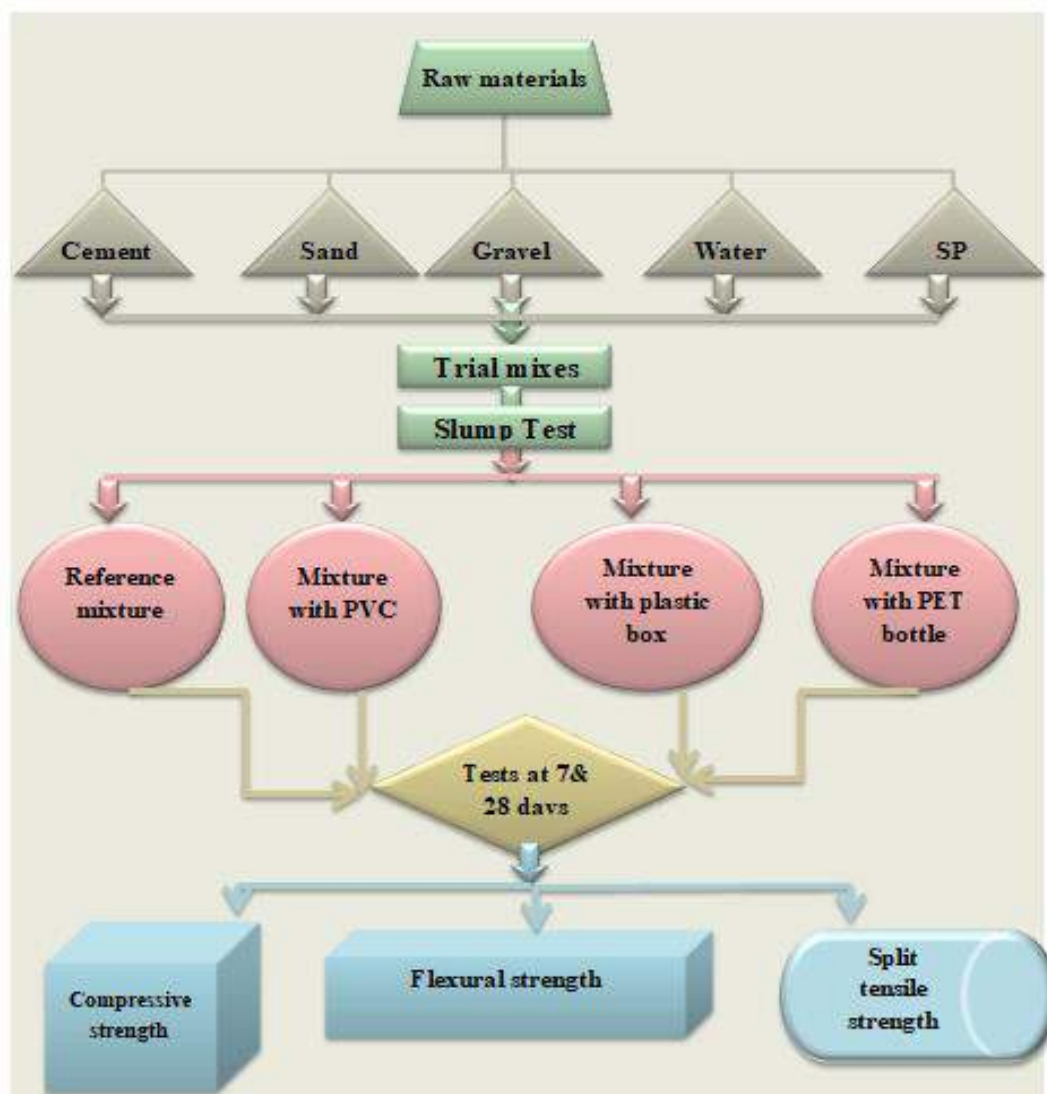 Raw materials
Cement
Sand
Gravel
Water
SP
Trial mixes
Slump Test
Reference
mixture
Mixture
with PVC
Mixture
with plastic
box
Mixture
with PET
bottle
Tests at 7&
28 days
Compressive
strength
Flexural strength
Split
tensile
strength